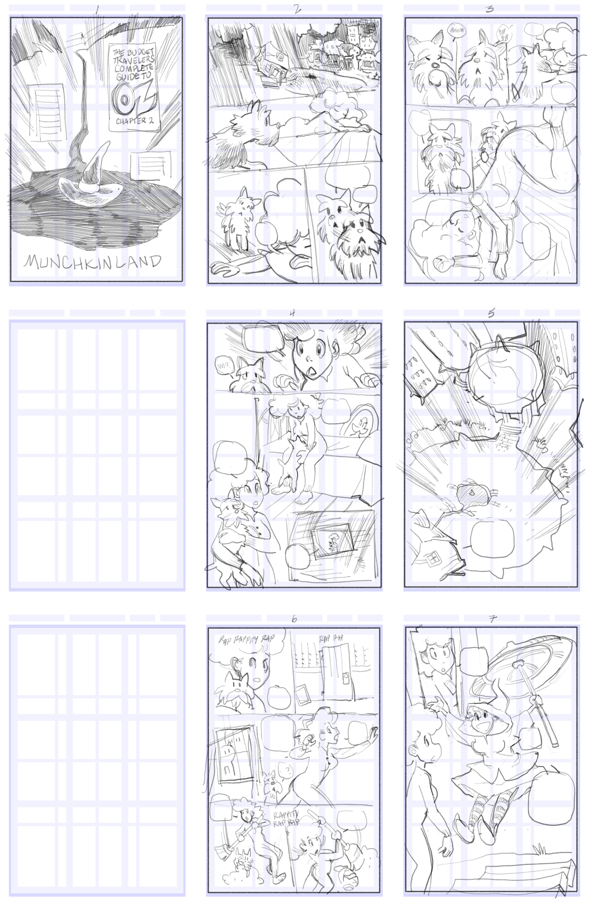 1
2
3
THE BUDGET
TRAVELERS
COMPLETE
GUIDE TO
OZ
CHAPTER 2
MUNCHKINLAND
4
5
6
7
RAP RAPPITY RAP
RAP RAP
RAPPITY
RAP RAP